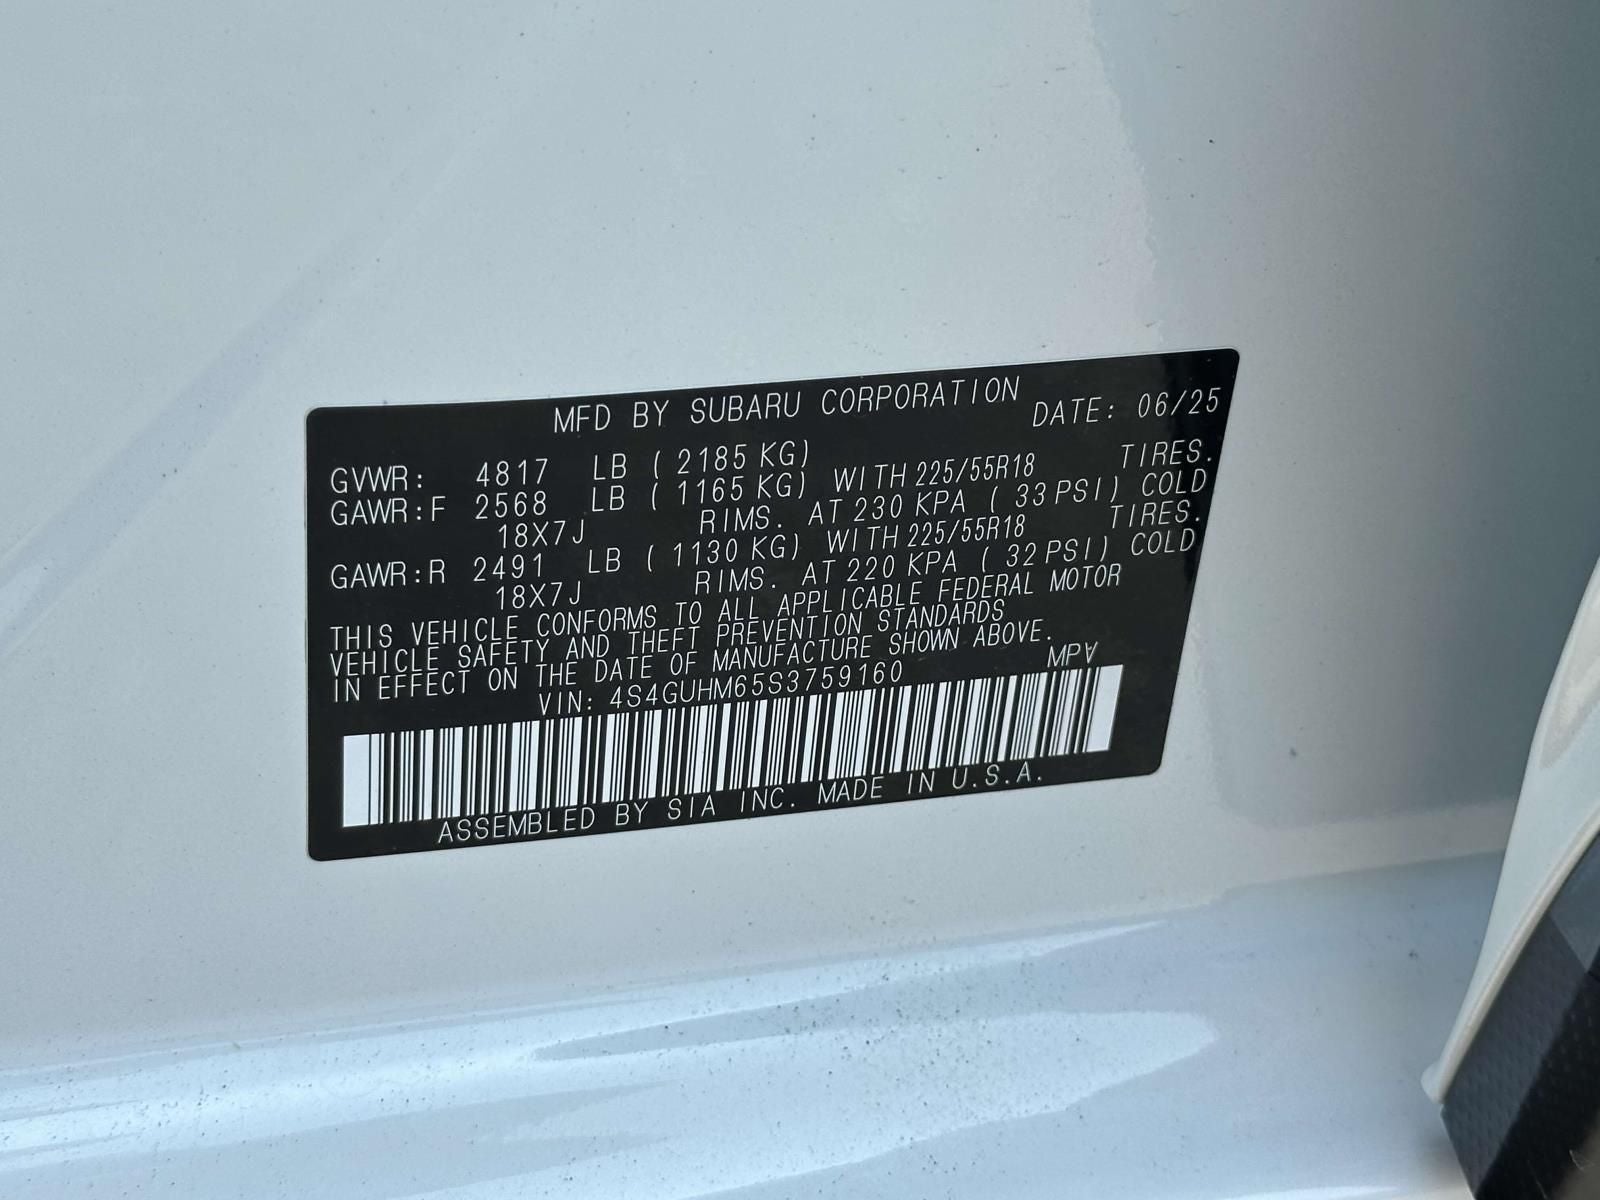 MFD BY SUBARU CORPORATION DATE: 06/25
GVWR: 4817 LB ( 2185 KG)
GAWR:F 2568 LB ( 1165 KG) WITH 225/55R18 TIRES.
18X7J RIMS. AT 230 KPA ( 33 PSI) COLD
GAWR:R 2491 LB ( 1130 KG) WITH 225/55R18 TIRES.
18X7J RIMS. AT 220 KPA ( 32 PSI) COLD
THIS VEHICLE CONFORMS TO ALL APPLICABLE FEDERAL MOTOR
VEHICLE SAFETY AND THEFT PREVENTION STANDARDS
IN EFFECT ON THE DATE OF MANUFACTURE SHOWN ABOVE.
VIN: 4S4GUHM65S3759160 MPV
ASSEMBLED BY SIA INC. MADE IN U.S.A.